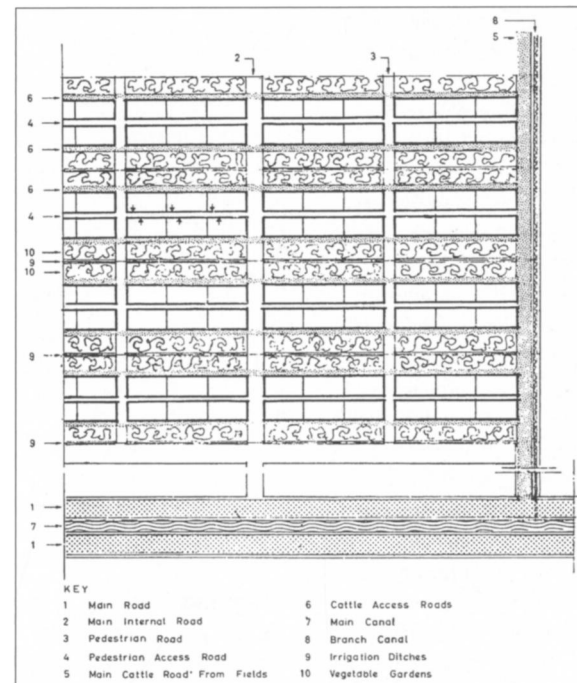 8
5
2
3
6
4
6
6
4
10
9
10
9
9
1
7
1
KEY
1 Main Road
2 Main Internal Road
3 Pedestrian Road
4 Pedestrian Access Road
5 Main Cattle Road From Fields
6 Cattle Access Roads
7 Main Canal
8 Branch Canal
9 Irrigation Ditches
10 Vegetable Gardens